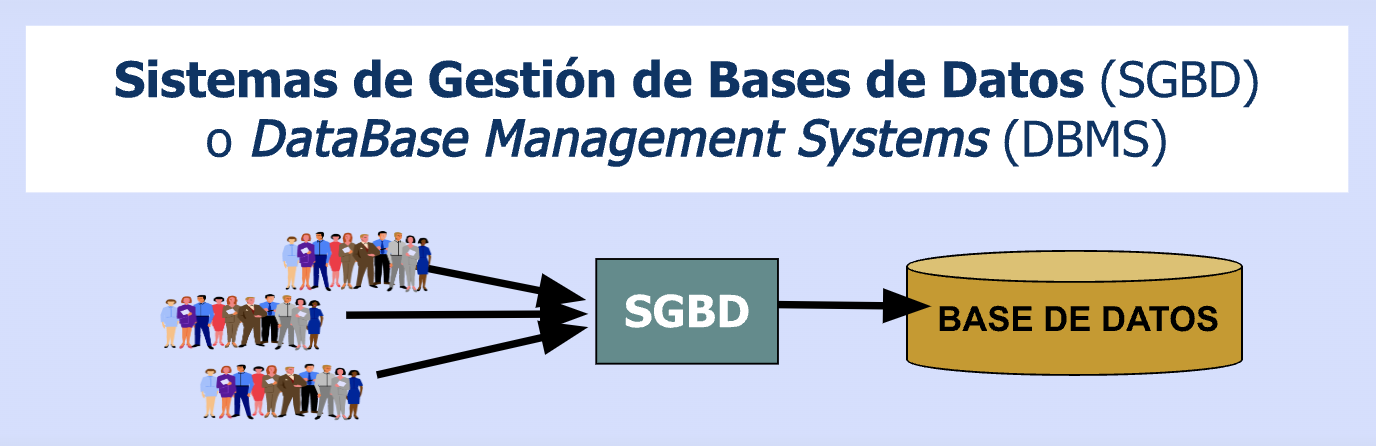 Sistemas de Gestión de Bases de Datos (SGBD)
o DataBase Management Systems (DBMS)
SGBD
BASE DE DATOS